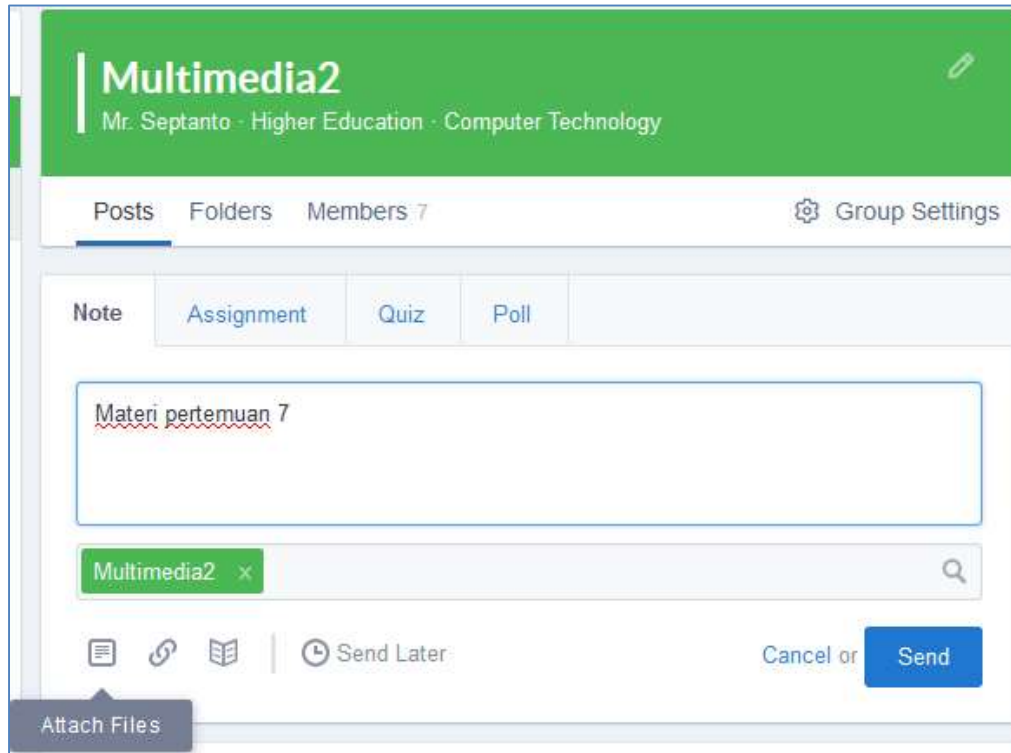 Multimedia2
Mr. Septanto · Higher Education · Computer Technology
Posts Folders Members 7 Group Settings
Note Assignment Quiz Poll
Materi pertemuan 7
Multimedia2 ×
Send Later Cancel or Send
Attach Files